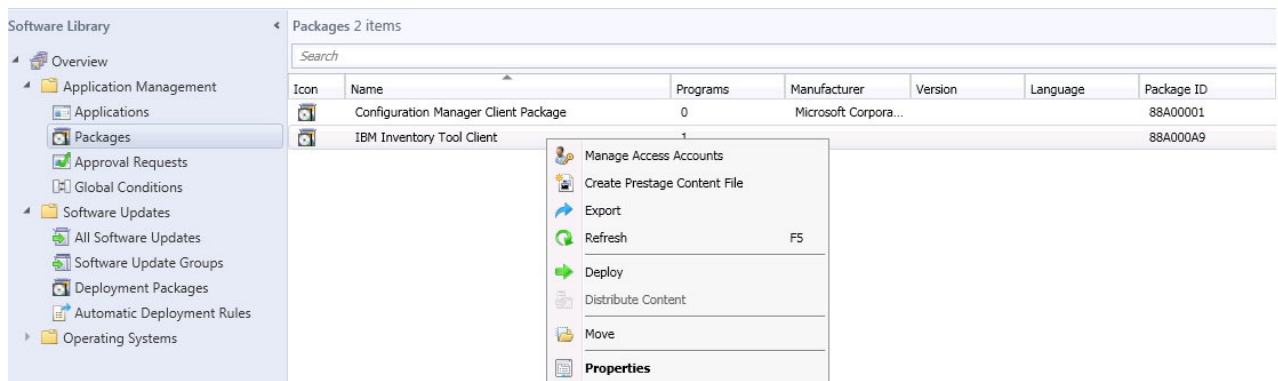 Software Library
Packages 2 items
Search
Overview
Application Management
Applications
Packages
Approval Requests
Global Conditions
Software Updates
All Software Updates
Software Update Groups
Deployment Packages
Automatic Deployment Rules
Operating Systems
Icon Name Programs Manufacturer Version Language Package ID
Configuration Manager Client Package 0 Microsoft Corpora... 88A00001
IBM Inventory Tool Client 1 88A000A9
Manage Access Accounts
Create Prestage Content File
Export
Refresh F5
Deploy
Distribute Content
Move
Properties